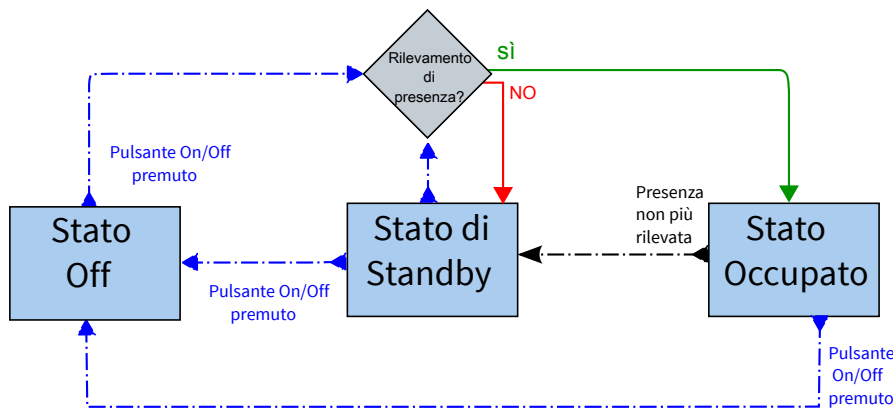 Rilevamento
di
presenza?
SÌ
NO
Pulsante On/Off
premuto
Presenza
non più
rilevata
Stato
Off
Stato di
Standby
Stato
Occupato
Pulsante On/Off
premuto
Pulsante
On/Off
premuto